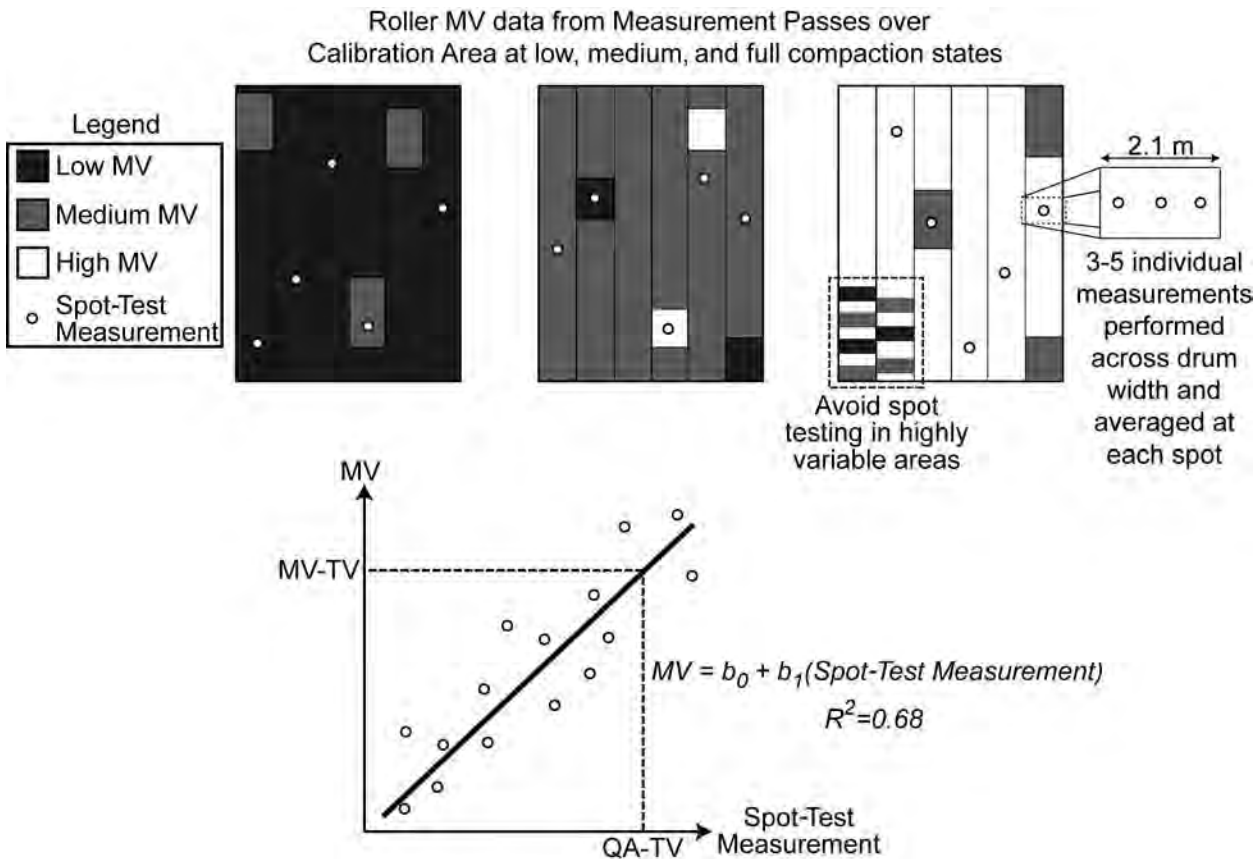 Roller MV data from Measurement Passes over
Calibration Area at low, medium, and full compaction states
Legend
Low MV
Medium MV
High MV
Spot-Test
Measurement
2.1 m
3-5 individual
measurements
performed
across drum
width and
averaged at
each spot
Avoid spot
testing in highly
variable areas
MV
MV-TV
MV = b₀ + b₁(Spot-Test Measurement)
R²=0.68
QA-TV
Spot-Test
Measurement